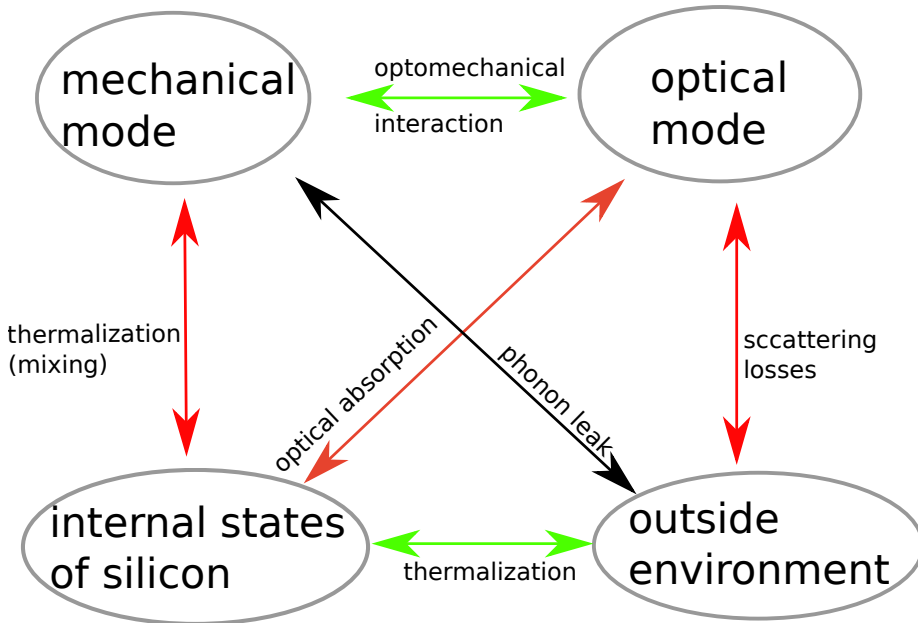 mechanical
mode
optomechanical
interaction
optical
mode
thermalization
(mixing)
optical absorption
phonon leak
sccattering
losses
internal states
of silicon
thermalization
outside
environment